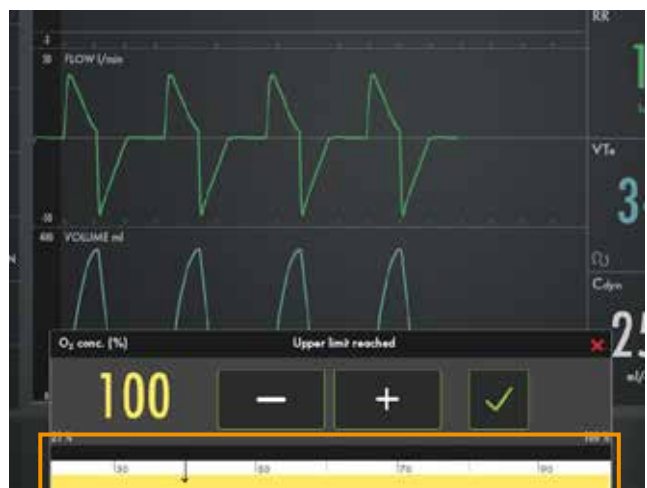 RR
FLOW l/min
VTe
-50
400 VOLUME ml
Cdyn
25
O2 conc. (%) Upper limit reached
100 − +
21 % 100 %
30 50 70 90